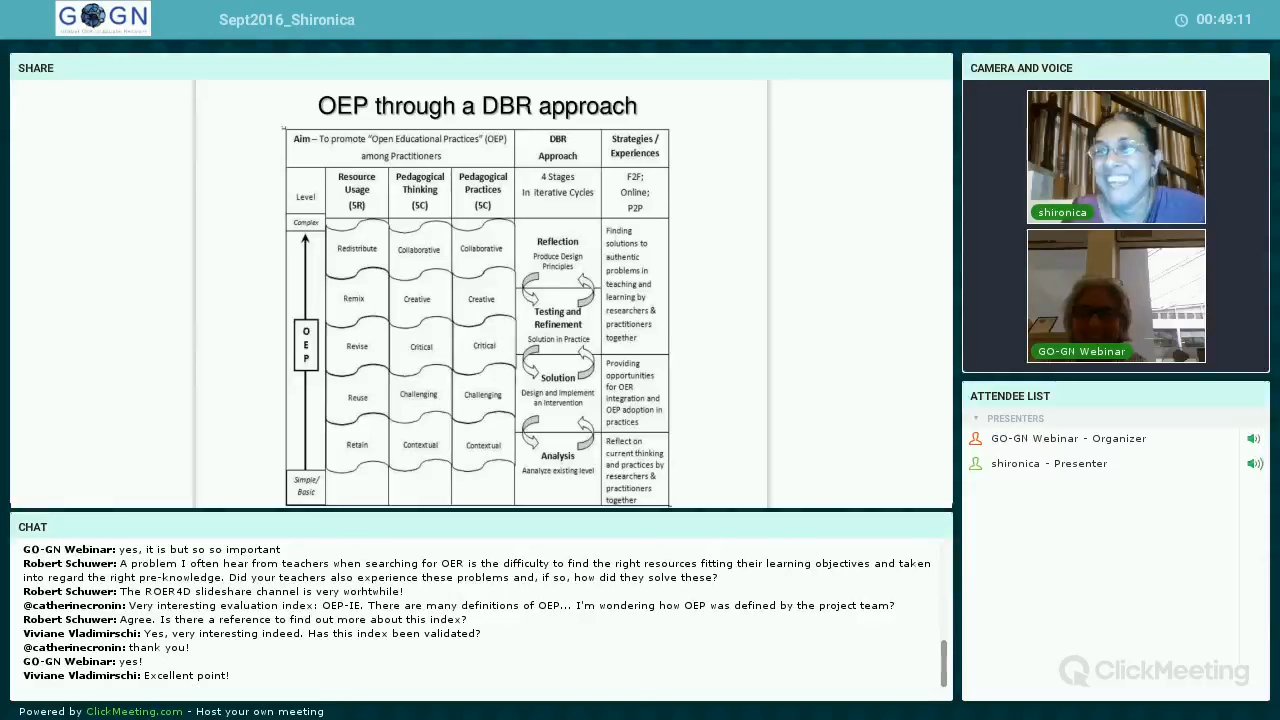 GO GN
Sept2016_Shironica
00:49:11
SHARE
OEP through a DBR approach
Aim – To promote “Open Educational Practices” (OEP)
among Practitioners
DBR
Approach
Strategies /
Experiences
Level
Resource
Usage
(5R)
Pedagogical
Thinking
(5C)
Pedagogical
Practices
(5C)
4 Stages
In iterative Cycles
F2F;
Online;
P2P
Complex
Redistribute
Collaborative
Collaborative
Remix
Creative
Creative
Revise
Critical
Critical
Reuse
Challenging
Challenging
Retain
Contextual
Contextual
O
E
P
Simple/
Basic
Reflection
Produce Design
Principles
Testing and
Refinement
Solution in Practice
Solution
Design and Implement
an Intervention
Analysis
Aanalyze existing level
Finding
solutions to
authentic
problems in
teaching and
learning by
researchers &
practitioners
together
Providing
opportunities
for OER
integration and
OEP adoption in
practices
Reflect on
current thinking
and practices by
researchers &
practitioners
together
CAMERA AND VOICE
shironica
GO-GN Webinar
ATTENDEE LIST
PRESENTERS
GO-GN Webinar - Organizer
shironica - Presenter
CHAT
GO-GN Webinar: yes, it is but so so important
Robert Schuwer: A problem I often hear from teachers when searching for OER is the difficulty to find the right resources fitting their learning objectives and taken
into regard the right pre-knowledge. Did your teachers also experience these problems and, if so, how did they solve these?
Robert Schuwer: The ROER4D slideshare channel is very worhtwhile!
@catherinecronin: Very interesting evaluation index: OEP-IE. There are many definitions of OEP... I'm wondering how OEP was defined by the project team?
Robert Schuwer: Agree. Is there a reference to find out more about this index?
Viviane Vladimirschi: Yes, very interesting indeed. Has this index been validated?
@catherinecronin: thank you!
GO-GN Webinar: yes!
Viviane Vladimirschi: Excellent point!
ClickMeeting
Powered by ClickMeeting.com - Host your own meeting